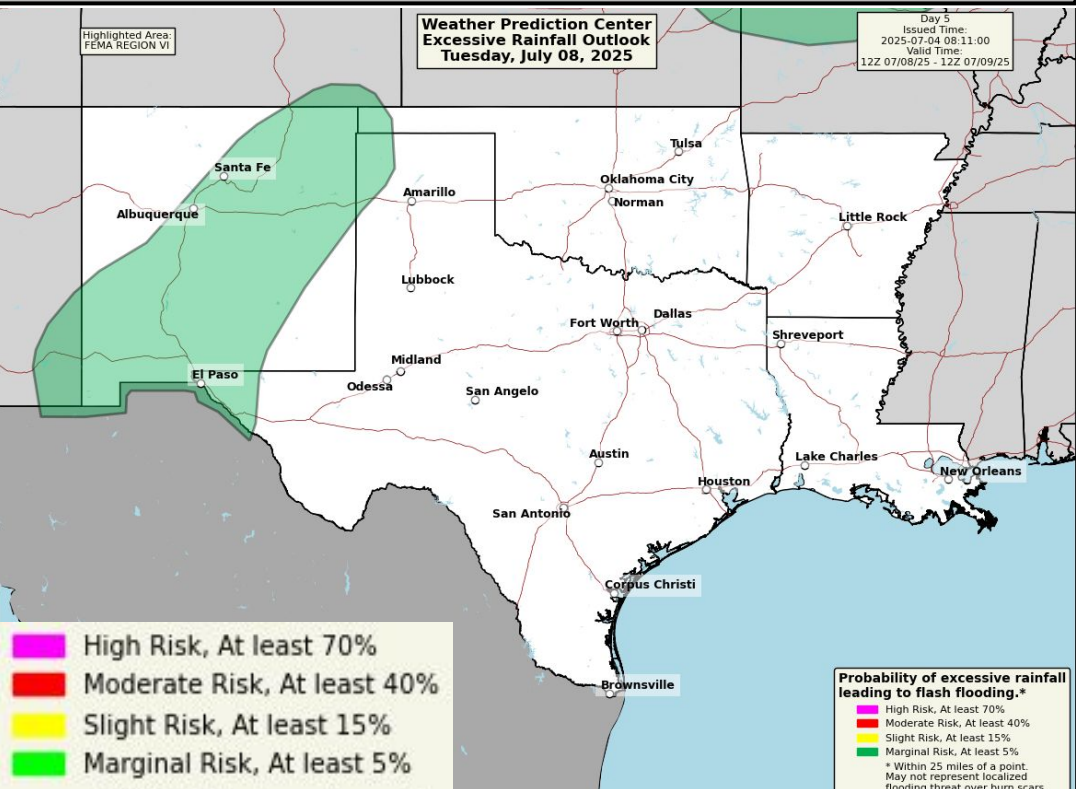 Highlighted Area:
FEMA REGION VI
Weather Prediction Center
Excessive Rainfall Outlook
Tuesday, July 08, 2025
Day 5
Issued Time:
2025-07-04 08:11:00
Valid Time:
12Z 07/08/25 - 12Z 07/09/25
Tulsa
Santa Fe
Oklahoma City
Amarillo
Norman
Albuquerque
Little Rock
Lubbock
Dallas
Fort Worth
Shreveport
Midland
El Paso
Odessa
San Angelo
Austin
Lake Charles
New Orleans
Houston
San Antonio
Corpus Christi
Brownsville
High Risk, At least 70%
Moderate Risk, At least 40%
Slight Risk, At least 15%
Marginal Risk, At least 5%
Probability of excessive rainfall
leading to flash flooding.*
High Risk, At least 70%
Moderate Risk, At least 40%
Slight Risk, At least 15%
Marginal Risk, At least 5%
* Within 25 miles of a point.
May not represent localized
flooding threat over burn scars